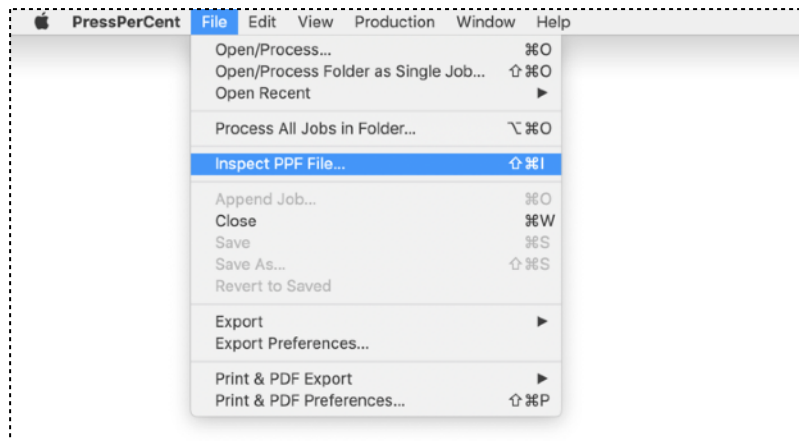 PressPerCent File Edit View Production Window Help
Open/Process... ⌘O
Open/Process Folder as Single Job... ⇧⌘O
Open Recent ▶
Process All Jobs in Folder... ⌥⌘O
Inspect PPF File... ⇧⌘I
Append Job... ⌘O
Close ⌘W
Save ⌘S
Save As... ⇧⌘S
Revert to Saved
Export ▶
Export Preferences...
Print & PDF Export ▶
Print & PDF Preferences... ⇧⌘P